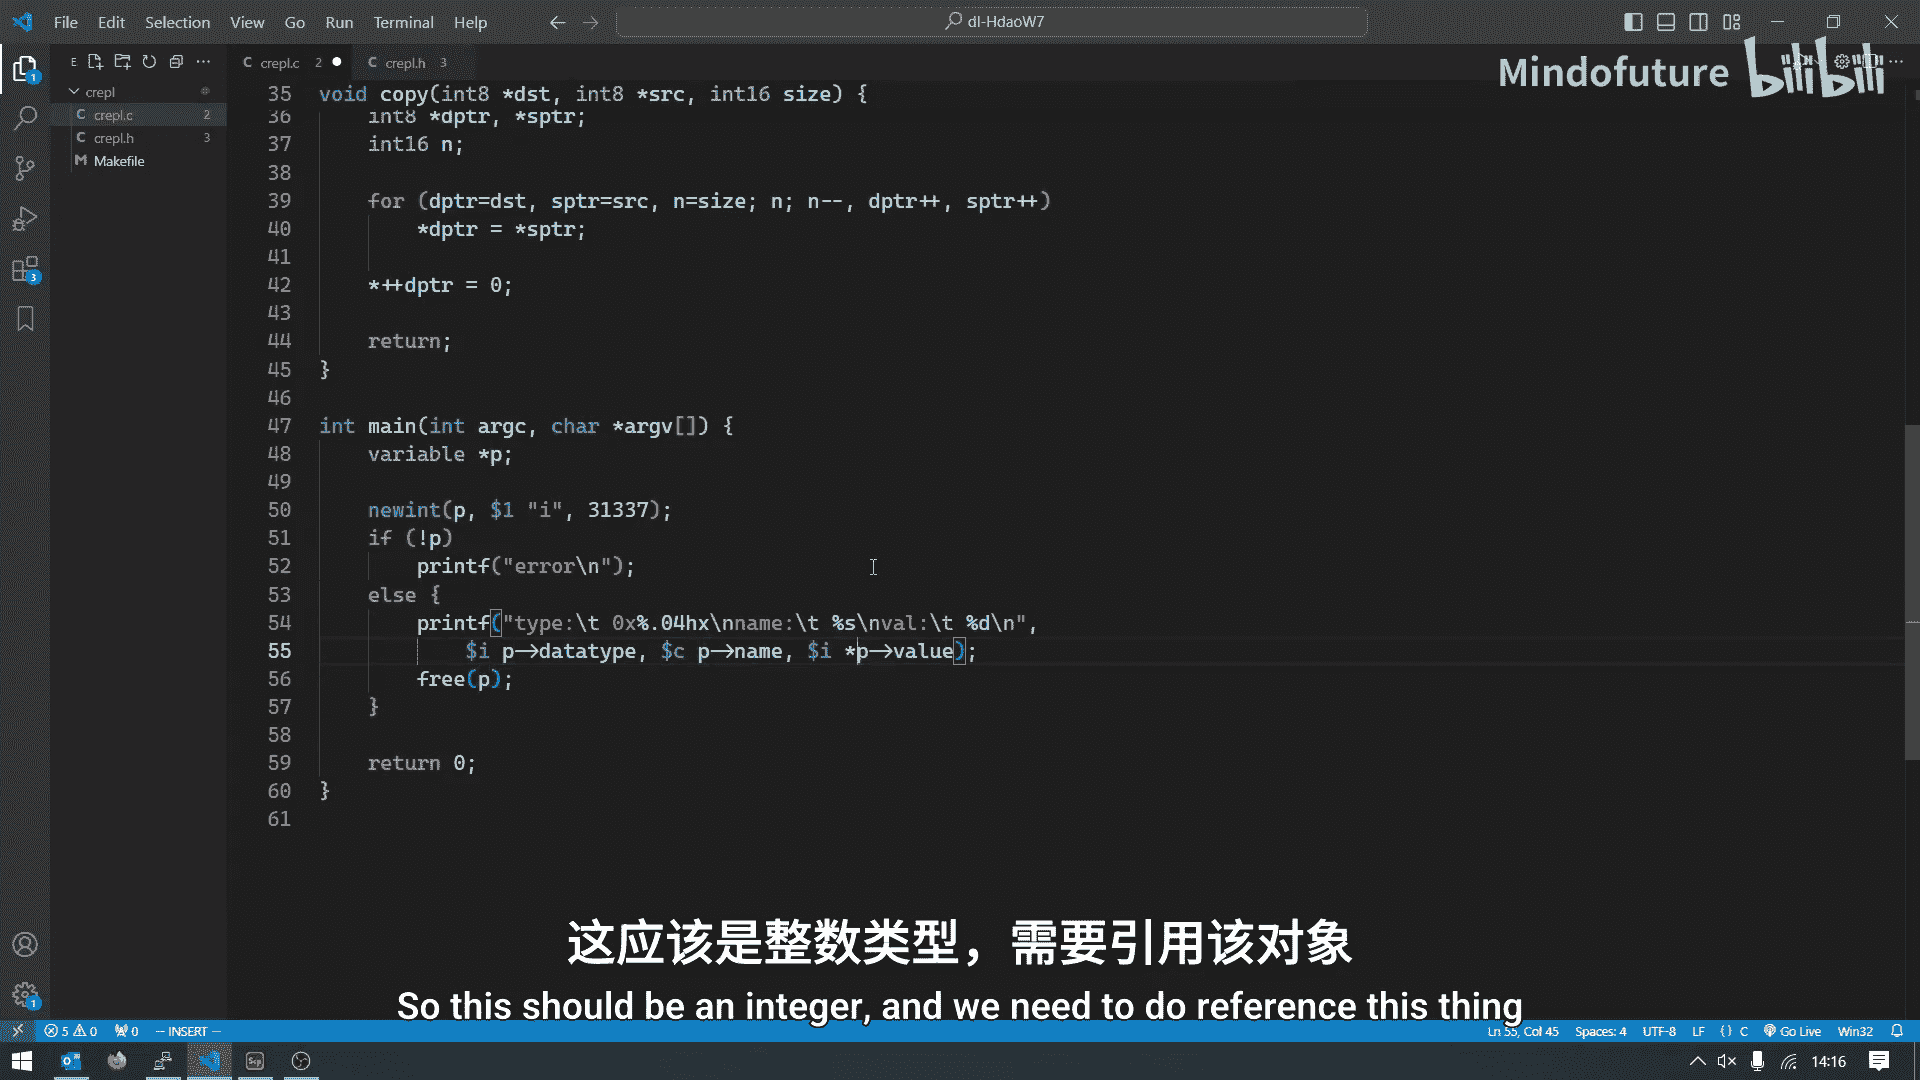 File Edit Selection View Go Run Terminal Help
dl-HdaoW7
E
C crepl.c 2
C crepl.h 3
Mindofuture bilibili
crepl
C crepl.c 2
C crepl.h 3
M Makefile
1
3
1
35 void copy(int8 *dst, int8 *src, int16 size) {
36 int8 *dptr, *sptr;
37 int16 n;
38
39 for (dptr=dst, sptr=src, n=size; n; n--, dptr++, sptr++)
40 *dptr = *sptr;
41
42 *++dptr = 0;
43
44 return;
45 }
46
47 int main(int argc, char *argv[]) {
48 variable *p;
49
50 newint(p, $1 "i", 31337);
51 if (!p)
52 printf("error\n");
53 else {
54 printf("type:\t 0x%.04hx\nname:\t %s\nval:\t %d\n",
55 $i p->datatype, $c p->name, $i *p->value);
56 free(p);
57 }
58
59 return 0;
60 }
61
这应该是整数类型，需要引用该对象
So this should be an integer, and we need to do reference this thing
5 0 0 -- INSERT -- Ln 55, Col 45 Spaces: 4 UTF-8 LF {} C Go Live Win32
14:16